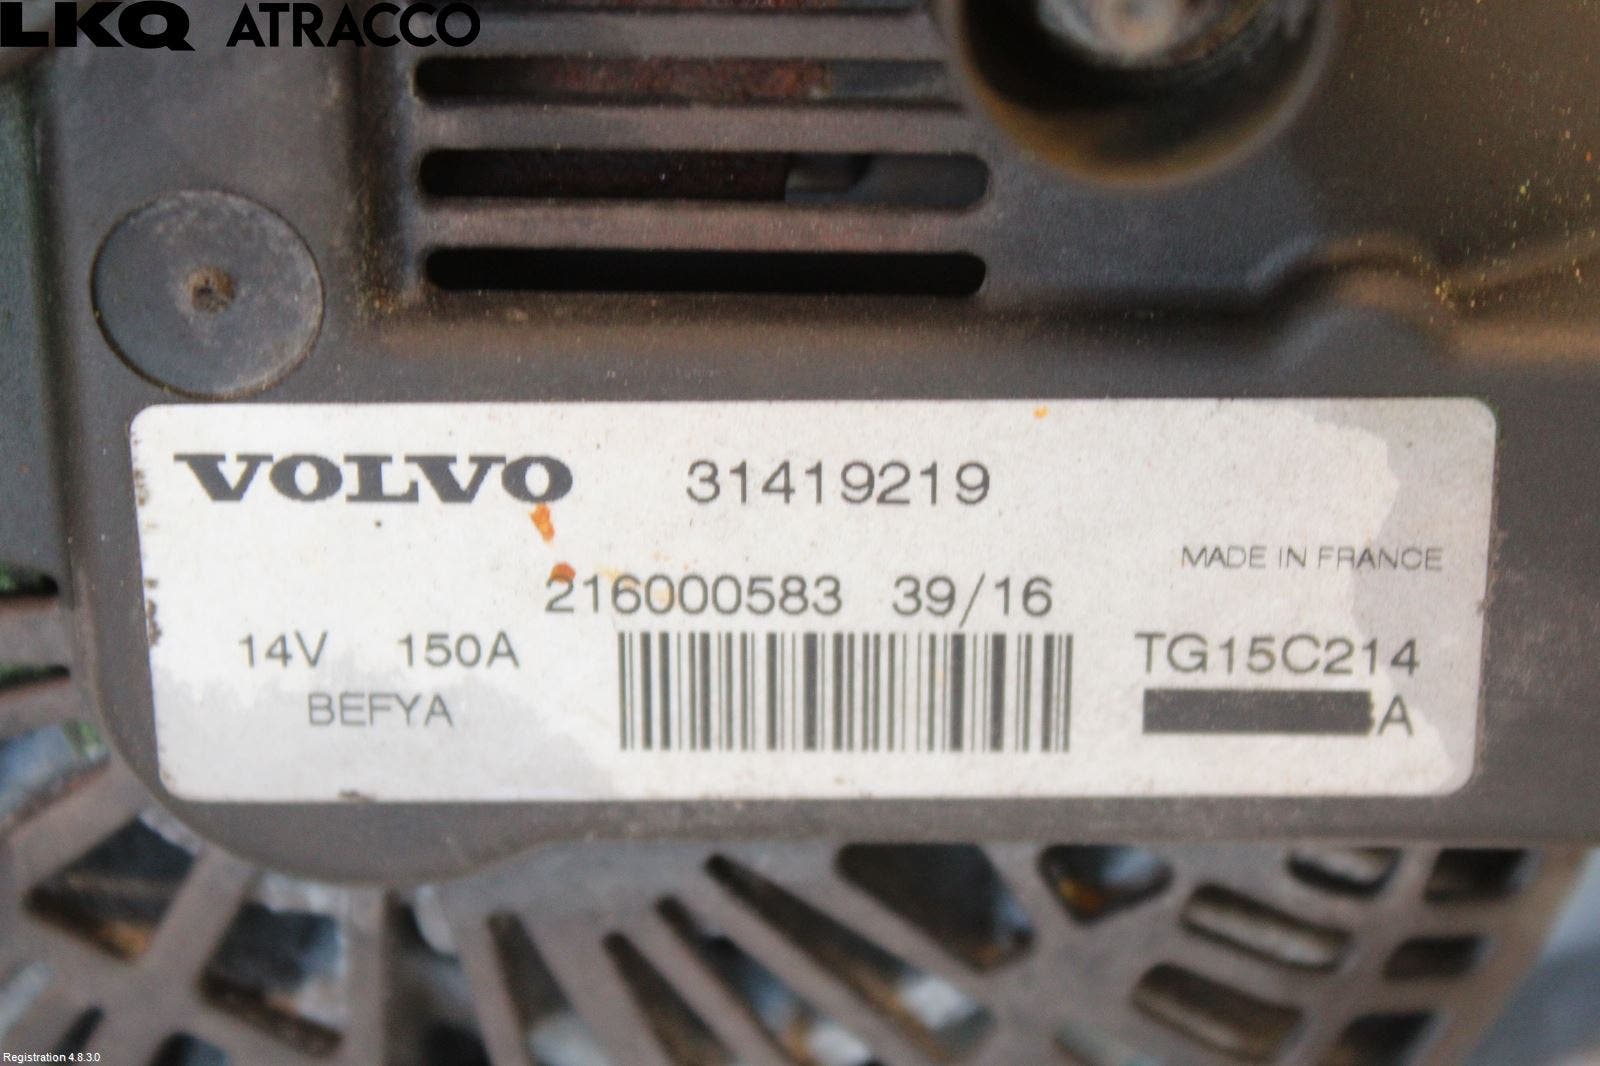 LKQ ATRACCO
VOLVO 31419219
MADE IN FRANCE
216000583 39/16
14V 150A TG15C214
BEFYA A
Registration 4.8.3.0